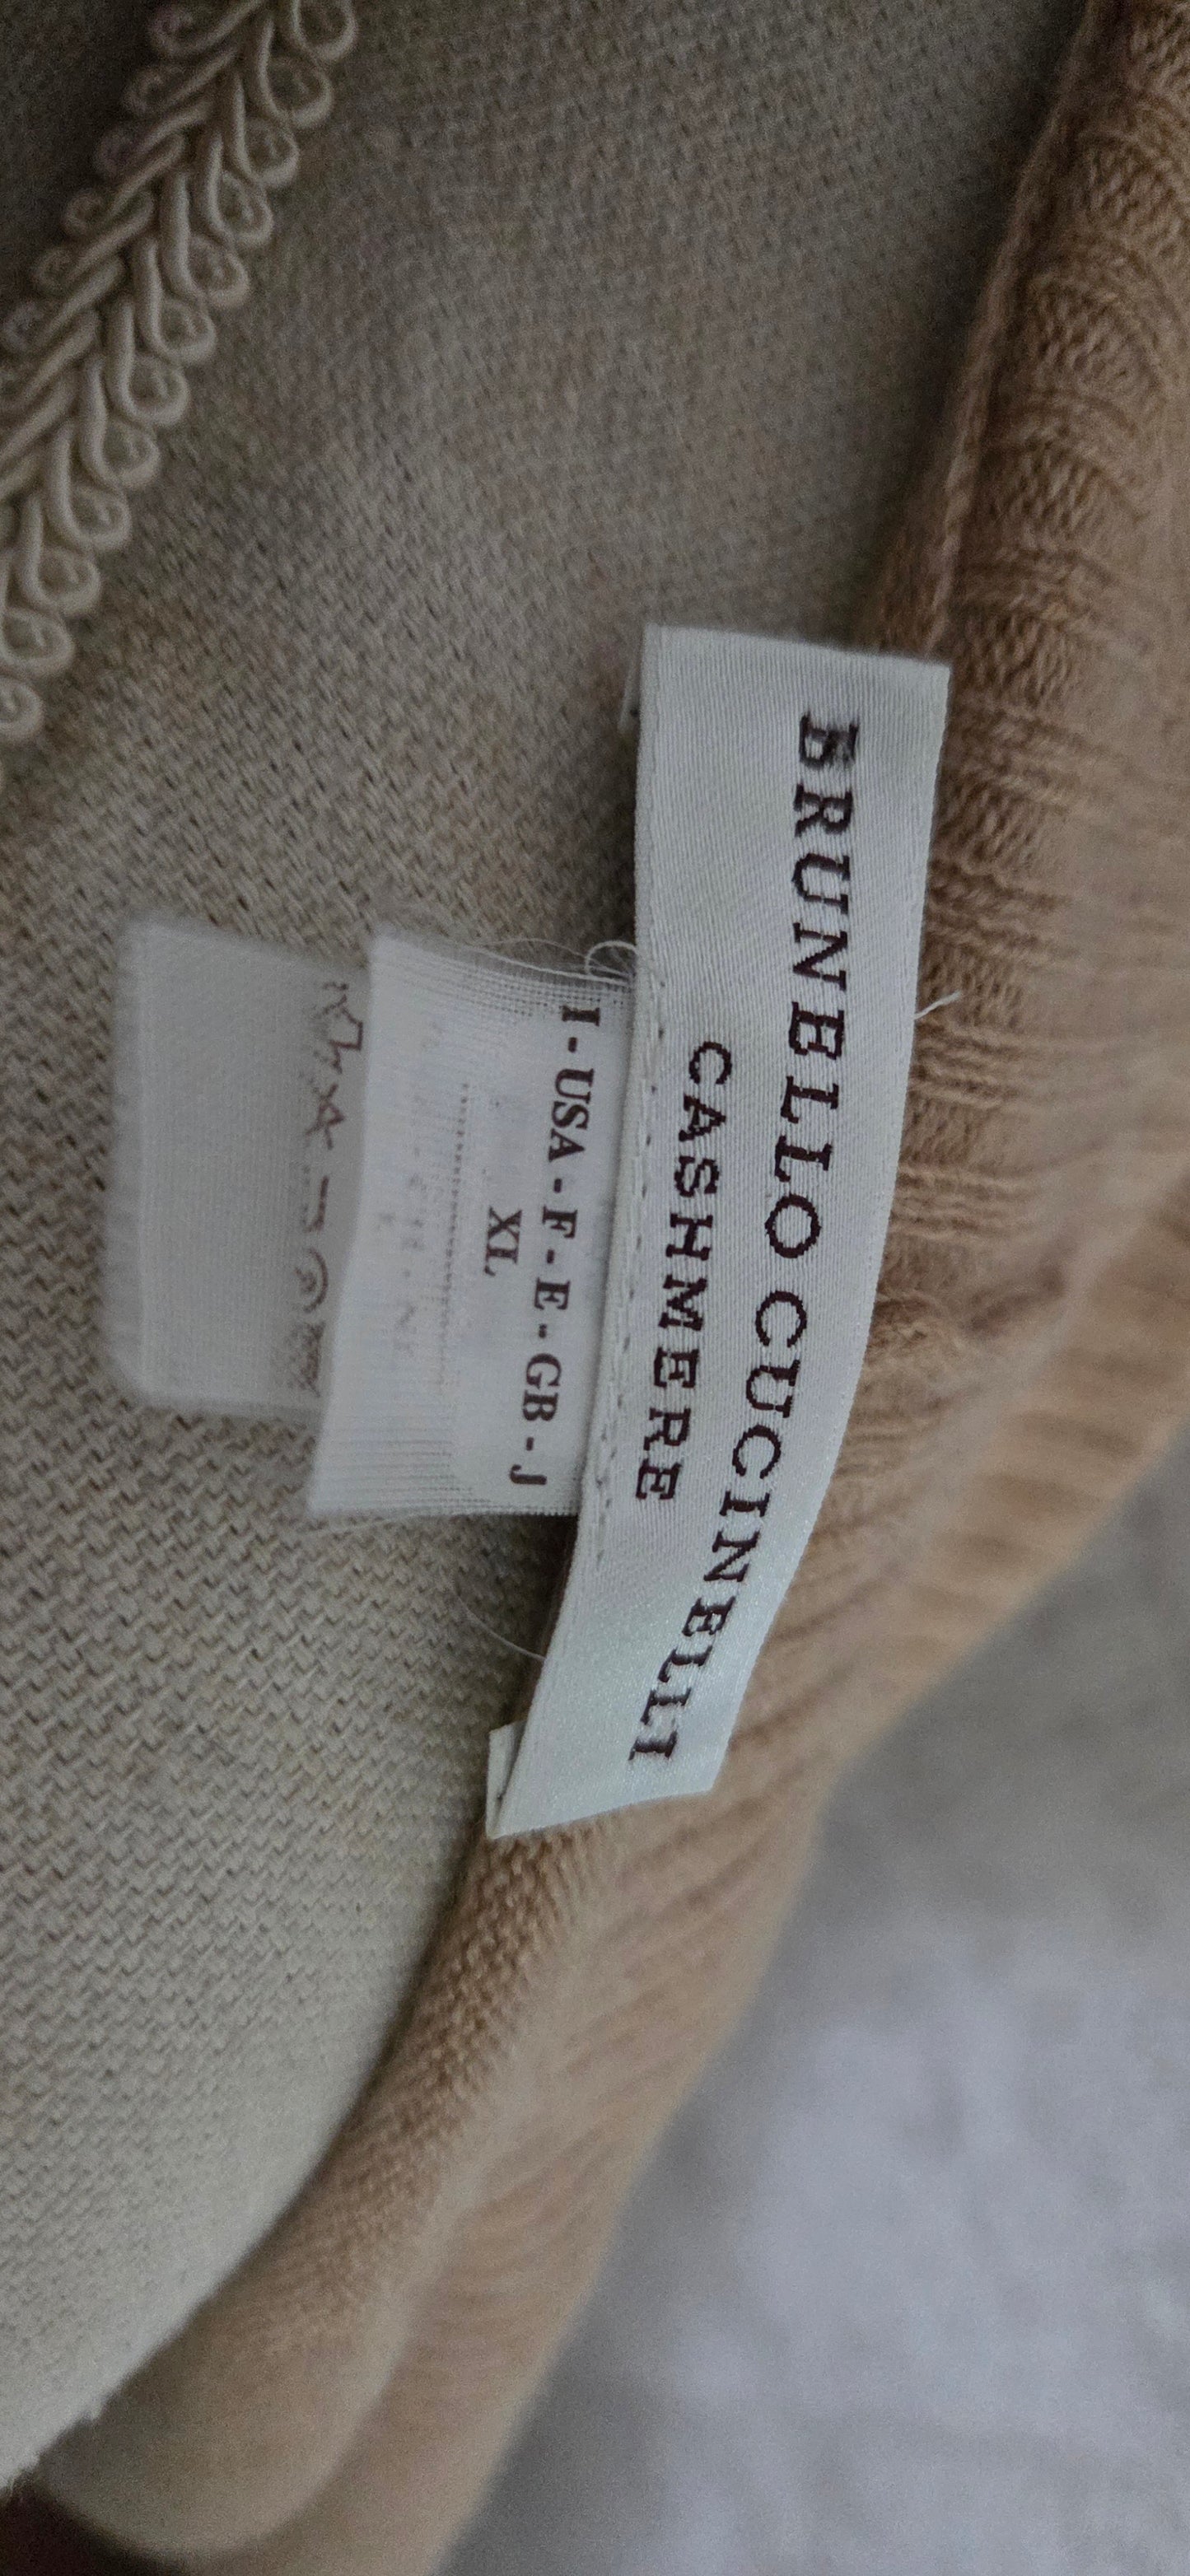 BRUNELLO CUCINELLI
CASHMERE
I - USA - F - E - GB - J
XL